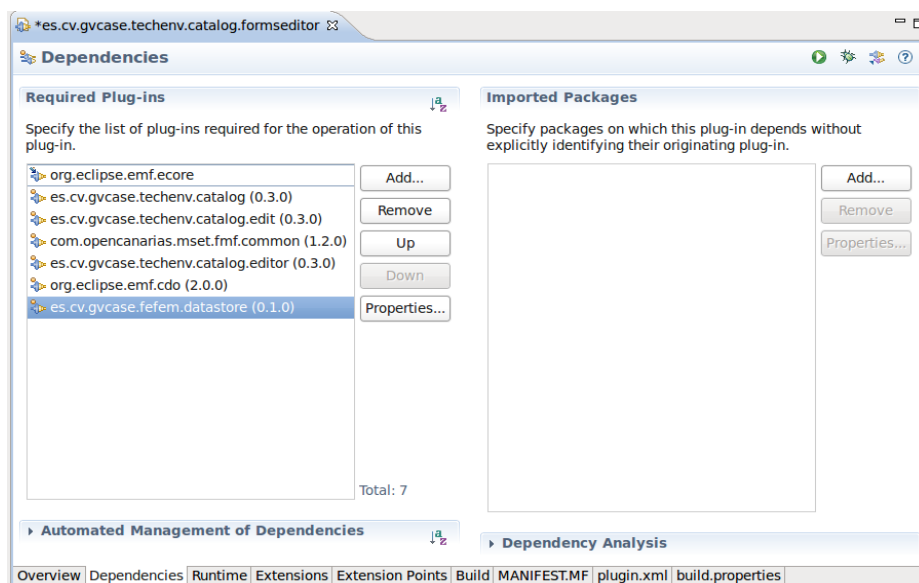 *es.cv.gvcase.techenv.catalog.formseditor
Dependencies
Required Plug-ins
Specify the list of plug-ins required for the operation of this
plug-in.
org.eclipse.emf.ecore
es.cv.gvcase.techenv.catalog (0.3.0)
es.cv.gvcase.techenv.catalog.edit (0.3.0)
com.opencanarias.mset.fmf.common (1.2.0)
es.cv.gvcase.techenv.catalog.editor (0.3.0)
org.eclipse.emf.cdo (2.0.0)
es.cv.gvcase.fefem.datastore (0.1.0)
Add...
Remove
Up
Down
Properties...
Total: 7
Imported Packages
Specify packages on which this plug-in depends without
explicitly identifying their originating plug-in.
Add...
Remove
Properties...
Automated Management of Dependencies
Dependency Analysis
Overview Dependencies Runtime Extensions Extension Points Build MANIFEST.MF plugin.xml build.properties